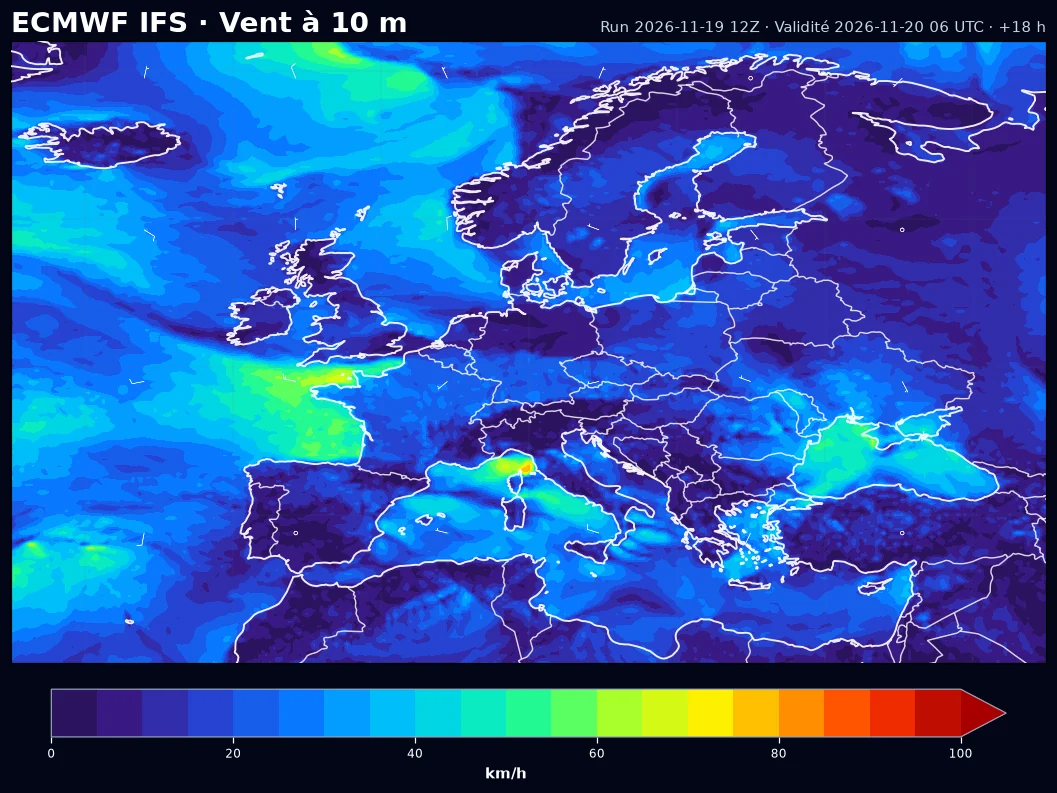 ECMWF IFS · Vent à 10 m
Run 2026-11-19 12Z · Validité 2026-11-20 06 UTC · +18 h
0 20 40 60 80 100
km/h